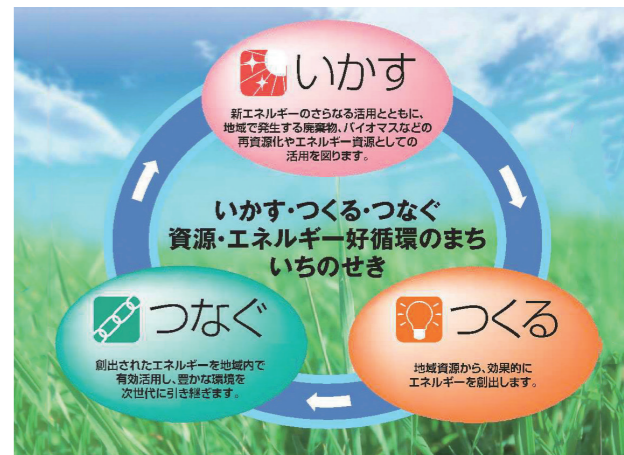 いかす
新エネルギーのさらなる活用とともに、
地域で発生する廃棄物、バイオマスなどの
再資源化やエネルギー資源としての
活用を図ります。
いかす・つくる・つなぐ
資源・エネルギー好循環のまち
いちのせき
つなぐ
創出されたエネルギーを地域内で
有効活用し、豊かな環境を
次世代に引き継ぎます。
つくる
地域資源から、効果的に
エネルギーを創出します。